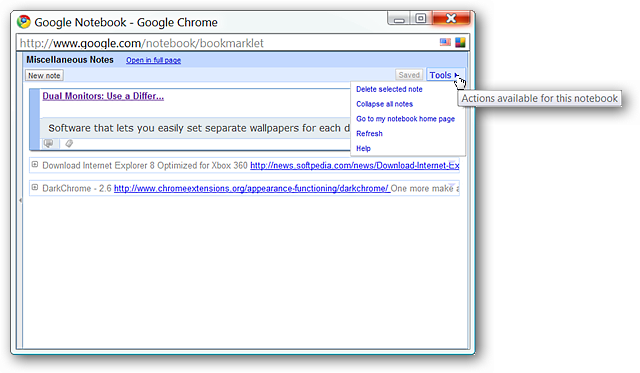 Google Notebook - Google Chrome
http://www.google.com/notebook/bookmarklet
Miscellaneous Notes Open in full page
New note Saved Tools
Delete selected note
Collapse all notes
Go to my notebook home page
Refresh
Help
Actions available for this notebook
Dual Monitors: Use a Differ...
Software that lets you easily set separate wallpapers for each d
Download Internet Explorer 8 Optimized for Xbox 360 http://news.softpedia.com/news/Download-Internet-Ex
DarkChrome - 2.6 http://www.chromeextensions.org/appearance-functioning/darkchrome/ One more make a